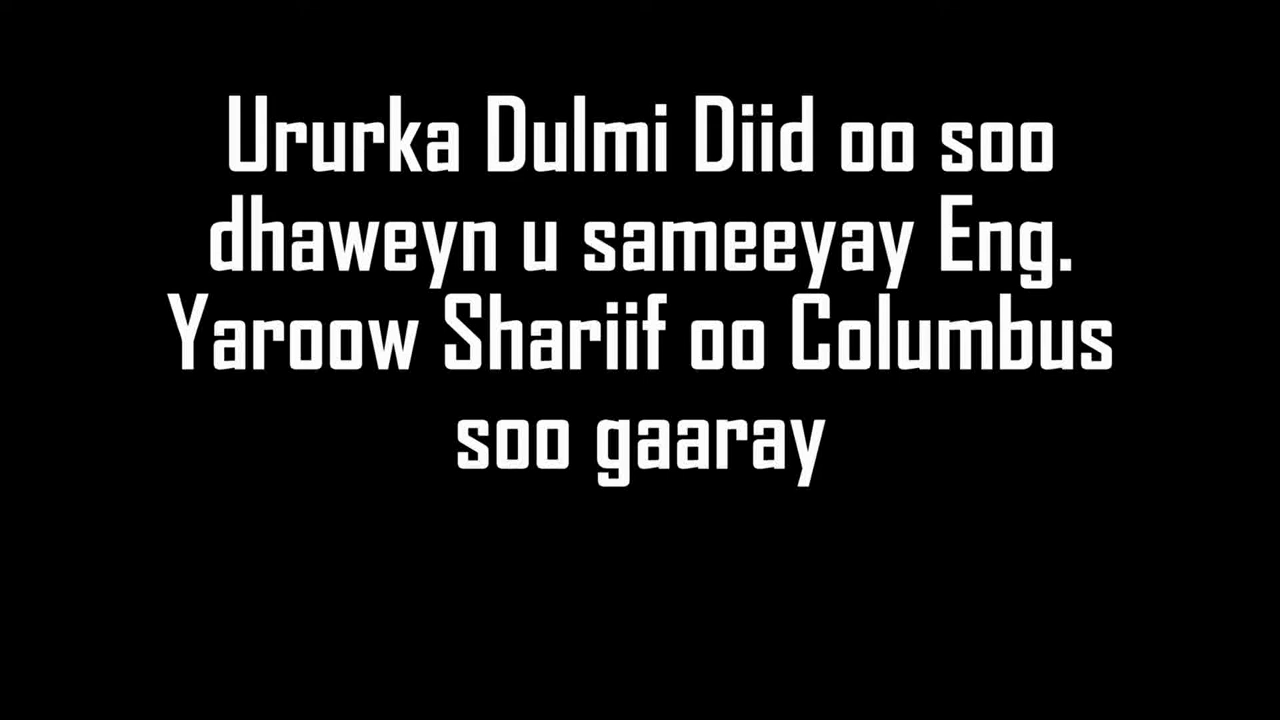 Ururka Dulmi Diid oo soo
dhaweyn u sameeyay Eng.
Yaroow Shariif oo Columbus
soo gaaray